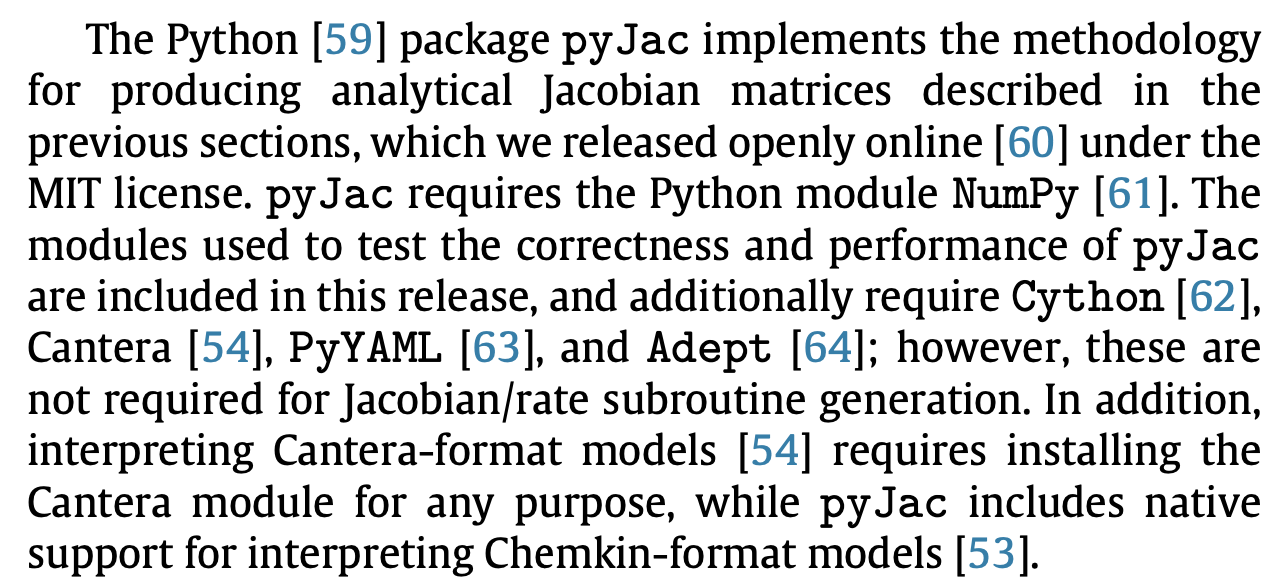 The Python [59] package pyJac implements the methodology
for producing analytical Jacobian matrices described in the
previous sections, which we released openly online [60] under the
MIT license. pyJac requires the Python module NumPy [61]. The
modules used to test the correctness and performance of pyJac
are included in this release, and additionally require Cython [62],
Cantera [54], PyYAML [63], and Adept [64]; however, these are
not required for Jacobian/rate subroutine generation. In addition,
interpreting Cantera-format models [54] requires installing the
Cantera module for any purpose, while pyJac includes native
support for interpreting Chemkin-format models [53].